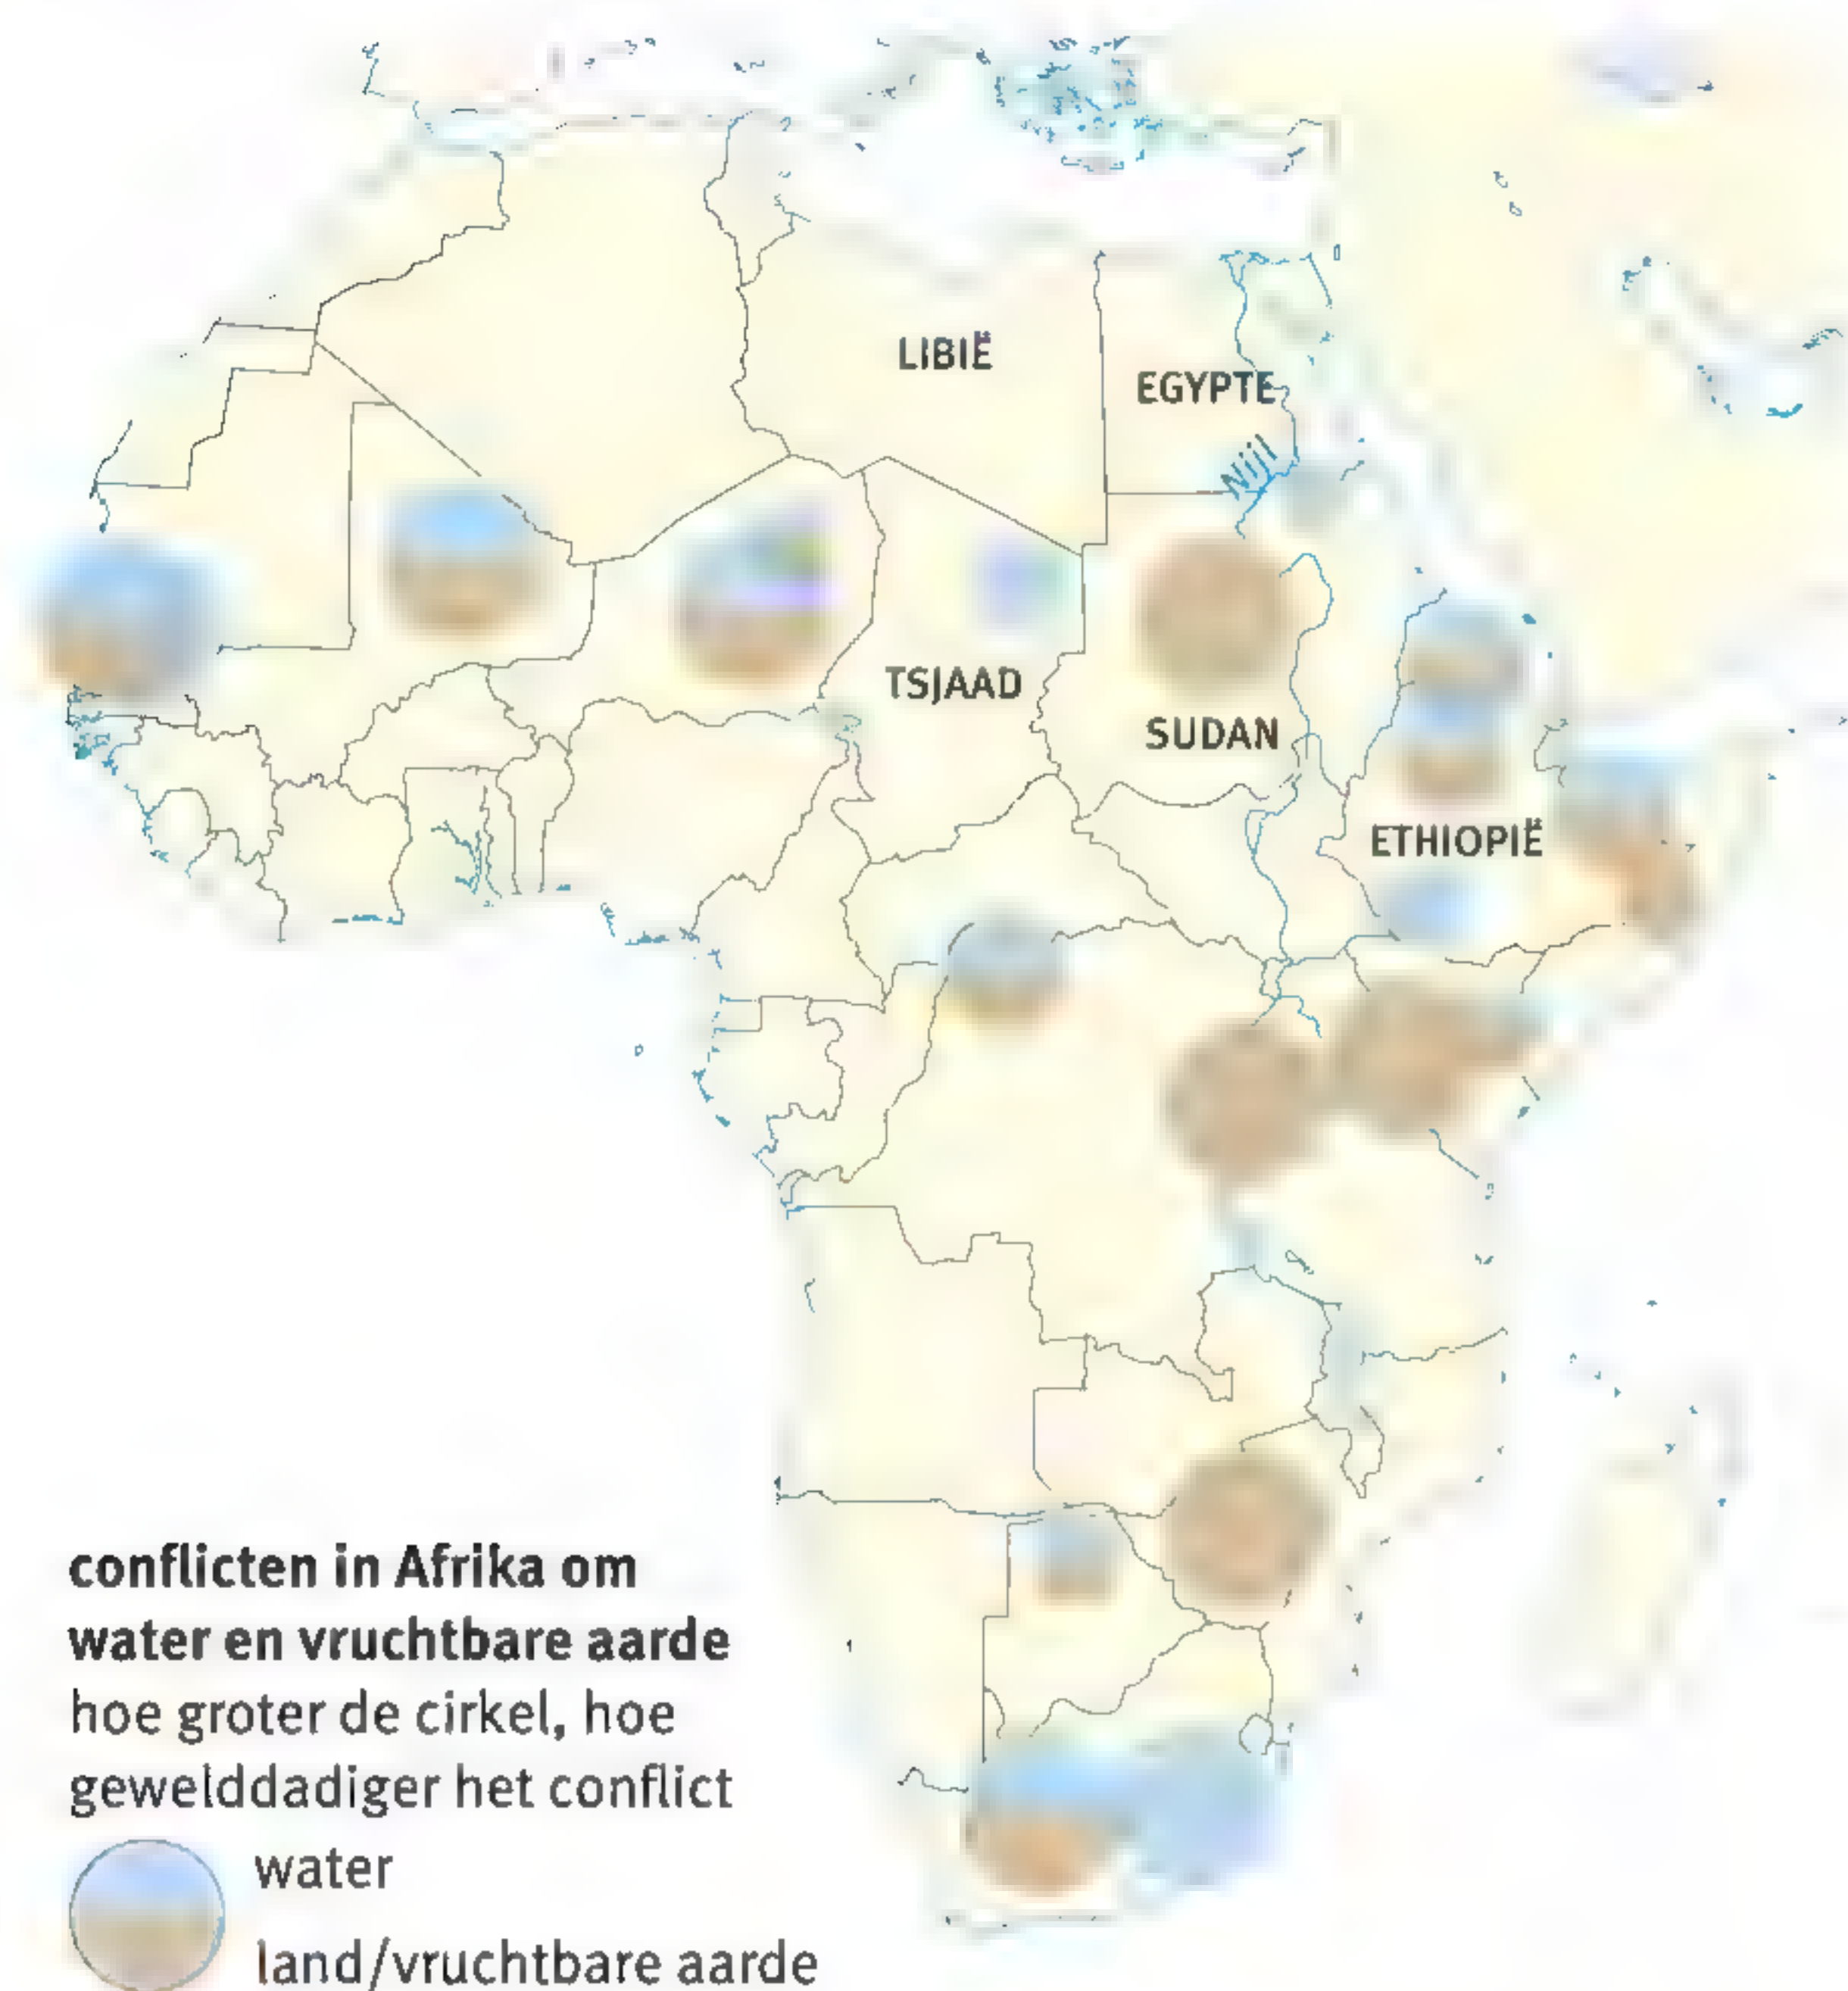 LIBIË
EGYPTE
Nijl
TSJAAD
SUDAN
ETHIOPIË
conflicten in Afrika om
water en vruchtbare aarde
hoe groter de cirkel, hoe
gewelddadiger het conflict
water
land/vruchtbare aarde